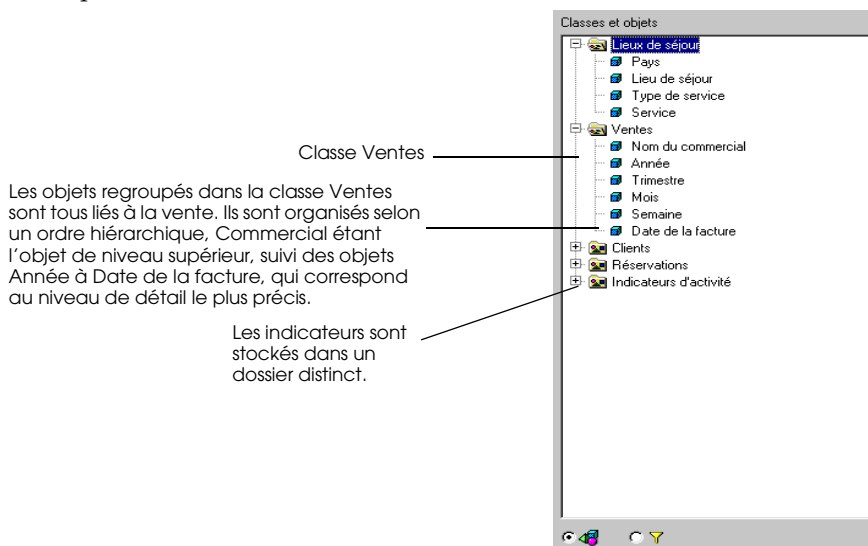 Classes et objets
Lieux de séjour
Pays
Lieu de séjour
Type de service
Service
Ventes
Nom du commercial
Année
Trimestre
Mois
Semaine
Date de la facture
Clients
Réservations
Indicateurs d'activité
Classe Ventes
Les objets regroupés dans la classe Ventes
sont tous liés à la vente. Ils sont organisés selon
un ordre hiérarchique, Commercial étant
l'objet de niveau supérieur, suivi des objets
Année à Date de la facture, qui correspond
au niveau de détail le plus précis.
Les indicateurs sont
stockés dans un
dossier distinct.